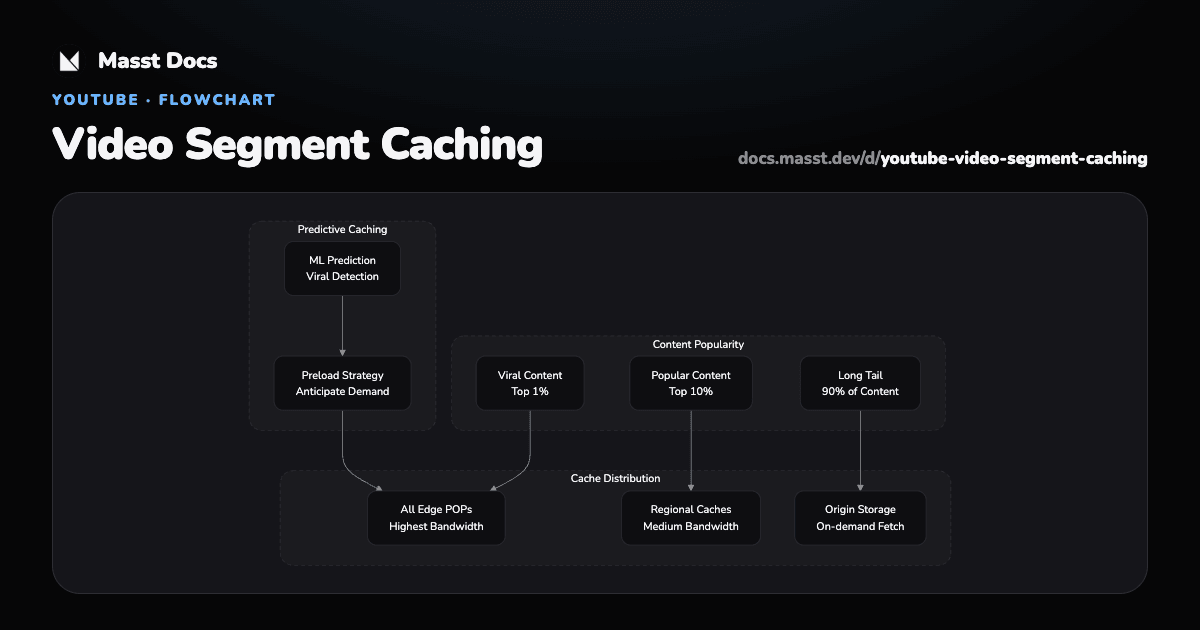 Masst Docs
YOUTUBE · FLOWCHART
Video Segment Caching
docs.masst.dev/d/youtube-video-segment-caching
Predictive Caching
ML Prediction
Viral Detection
Preload Strategy
Anticipate Demand
Content Popularity
Viral Content
Top 1%
Popular Content
Top 10%
Long Tail
90% of Content
Cache Distribution
All Edge POPs
Highest Bandwidth
Regional Caches
Medium Bandwidth
Origin Storage
On-demand Fetch